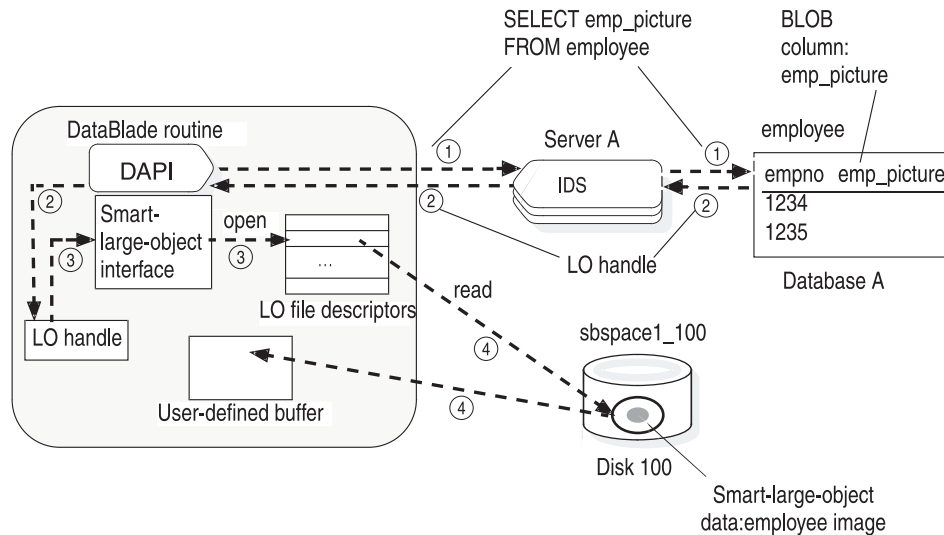 SELECT emp_picture
FROM employee
BLOB
column:
emp_picture
DataBlade routine
DAPI
1
Server A
IDS
1
employee
empno emp_picture
1234
1235
Database A
2
2
2
LO handle
Smart-
large-object
interface
open
3
3
...
LO file descriptors
LO handle
read
4
User-defined buffer
4
sbspace1_100
Disk 100
Smart-large-object
data:employee image